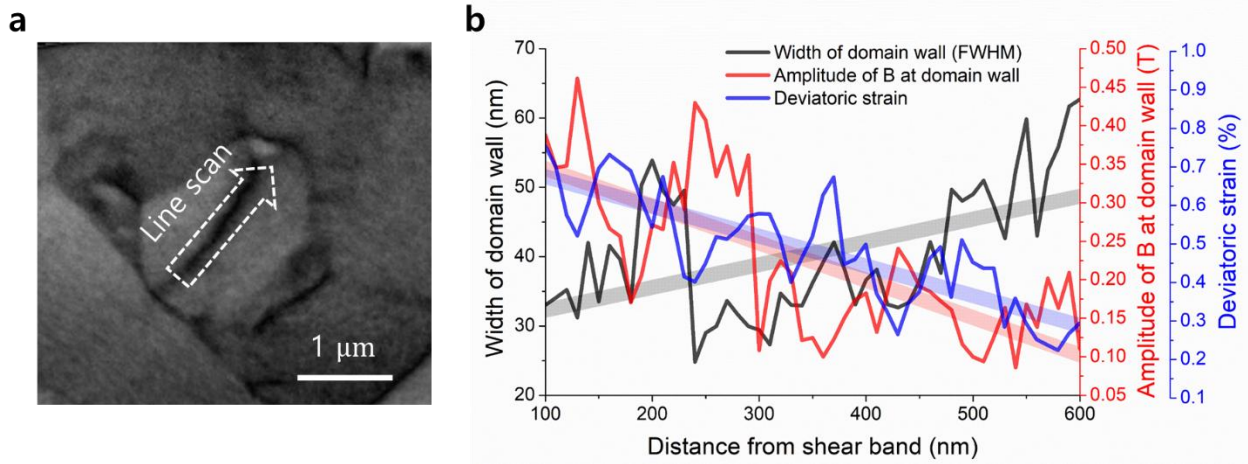 a
Line scan
1 µm
b
Width of domain wall (FWHM)
Amplitude of B at domain wall
Deviatoric strain
Width of domain wall (nm)
70
60
50
40
30
20
100
200
300
400
500
600
Distance from shear band (nm)
0.50
0.45
0.40
0.35
0.30
0.25
0.20
0.15
0.10
0.05
Amplitude of B at domain wall (T)
1.0
0.9
0.8
0.7
0.6
0.5
0.4
0.3
0.2
0.1
Deviatoric strain (%)